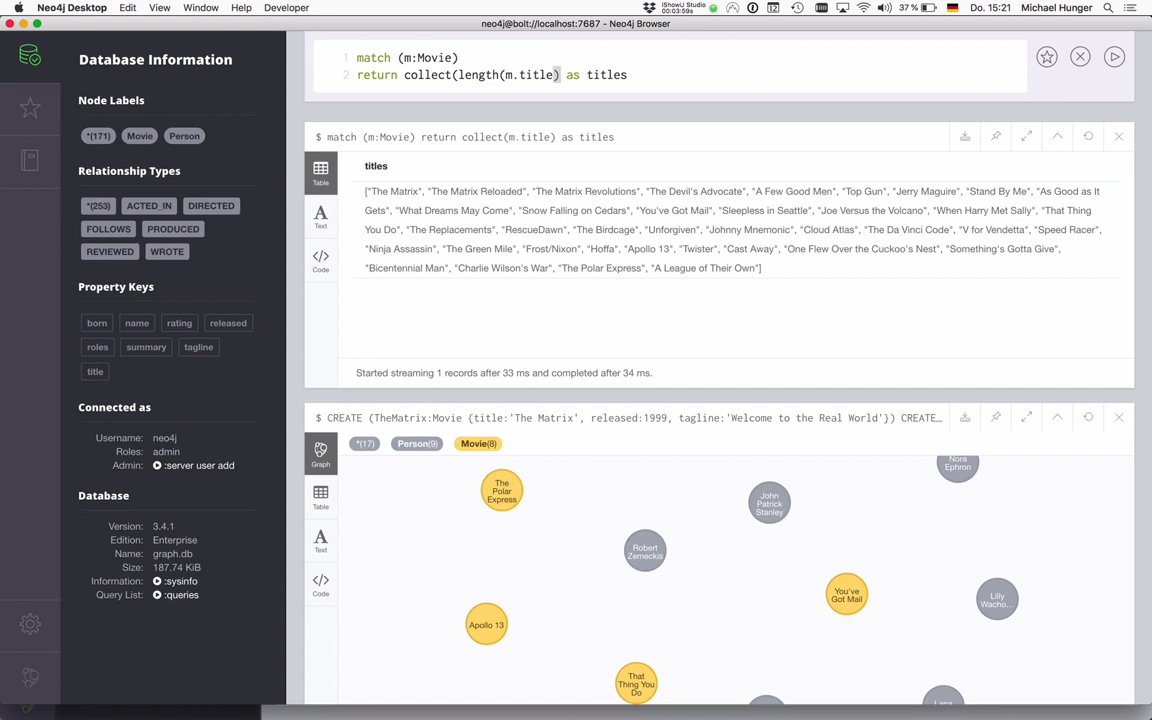 Neo4j Desktop Edit View Window Help Developer iShowU Studio 00:03:59s 12 37 % Do. 15:21 Michael Hunger
neo4j@bolt://localhost:7687 - Neo4j Browser
Database Information
Node Labels
*(171) Movie Person
Relationship Types
*(253) ACTED_IN DIRECTED
FOLLOWS PRODUCED
REVIEWED WROTE
Property Keys
born name rating released
roles summary tagline
title
Connected as
Username: neo4j
Roles: admin
Admin: :server user add
Database
Version: 3.4.1
Edition: Enterprise
Name: graph.db
Size: 187.74 KiB
Information: :sysinfo
Query List: :queries
1 match (m:Movie)
2 return collect(length(m.title) as titles
$ match (m:Movie) return collect(m.title) as titles
Table
Text
Code
titles
["The Matrix", "The Matrix Reloaded", "The Matrix Revolutions", "The Devil's Advocate", "A Few Good Men", "Top Gun", "Jerry Maguire", "Stand By Me", "As Good as It
Gets", "What Dreams May Come", "Snow Falling on Cedars", "You've Got Mail", "Sleepless in Seattle", "Joe Versus the Volcano", "When Harry Met Sally", "That Thing
You Do", "The Replacements", "RescueDawn", "The Birdcage", "Unforgiven", "Johnny Mnemonic", "Cloud Atlas", "The Da Vinci Code", "V for Vendetta", "Speed Racer",
"Ninja Assassin", "The Green Mile", "Frost/Nixon", "Hoffa", "Apollo 13", "Twister", "Cast Away", "One Flew Over the Cuckoo's Nest", "Something's Gotta Give",
"Bicentennial Man", "Charlie Wilson's War", "The Polar Express", "A League of Their Own"]
Started streaming 1 records after 33 ms and completed after 34 ms.
$ CREATE (TheMatrix:Movie {title:'The Matrix', released:1999, tagline:'Welcome to the Real World'}) CREATE…
Graph
Table
Text
Code
*(17) Person(9) Movie(8)
Nora
Ephron
The
Polar
Express
John
Patrick
Stanley
Robert
Zemeckis
You've
Got Mail
Lilly
Wacho…
Apollo 13
That
Thing You
Do
Lana